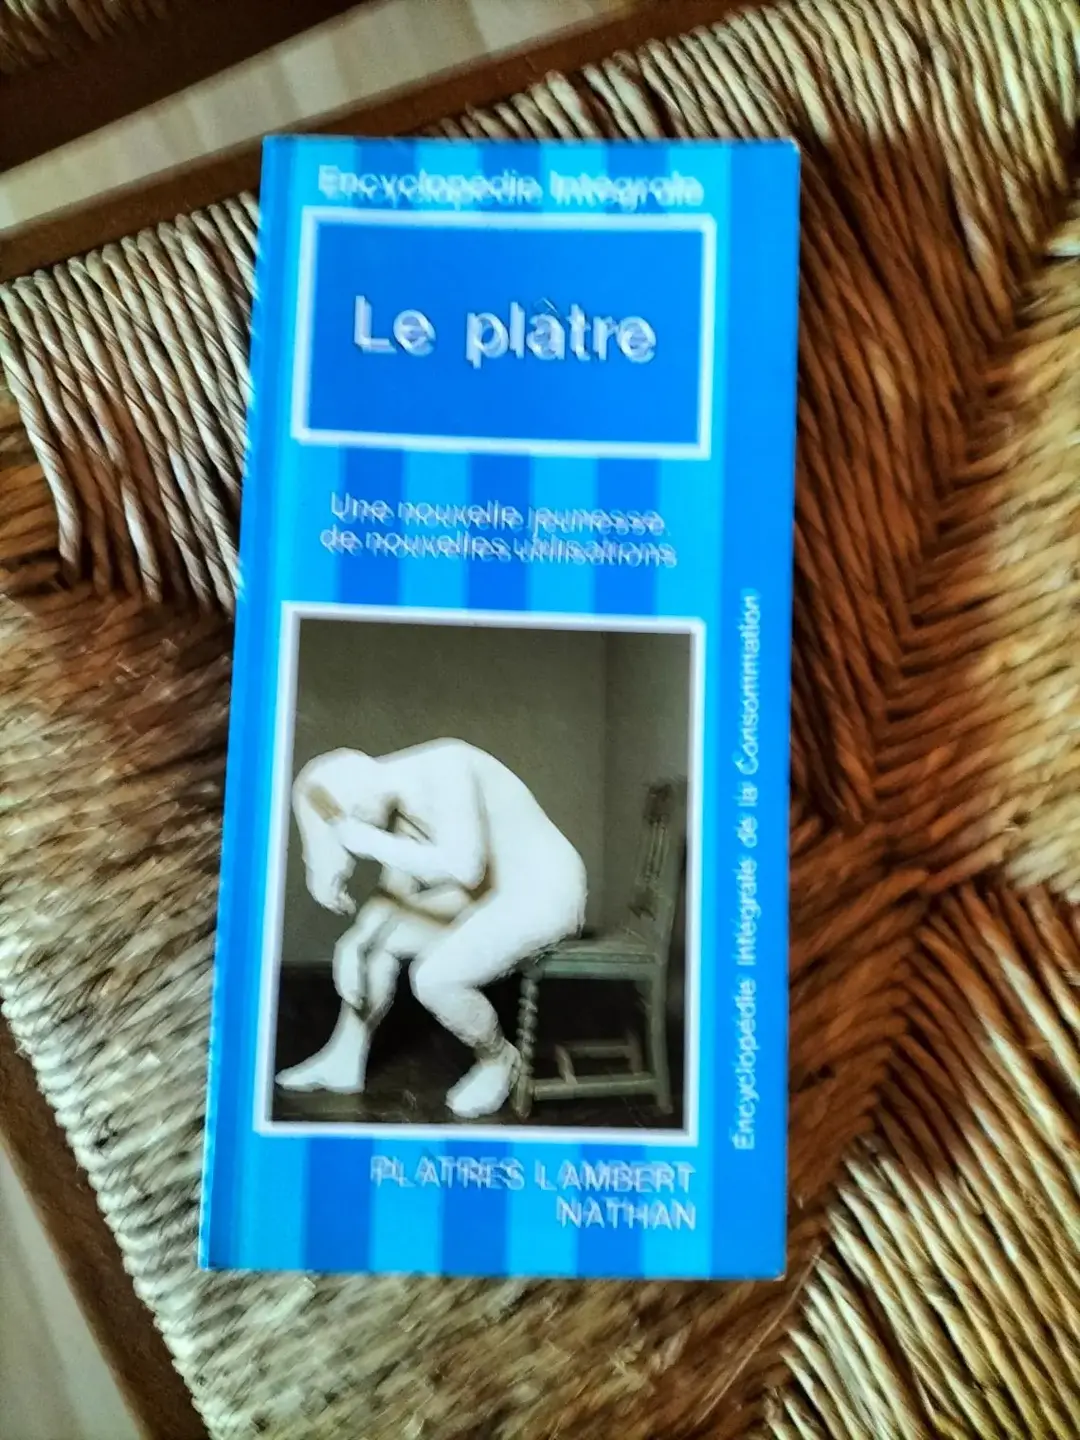 Encyclopédie Intégrale
Le plâtre
Une nouvelle jeunesse.
de nouvelles utilisations
Encyclopédie Intégrale de la Consommation
PLATRES LAMBERT
NATHAN